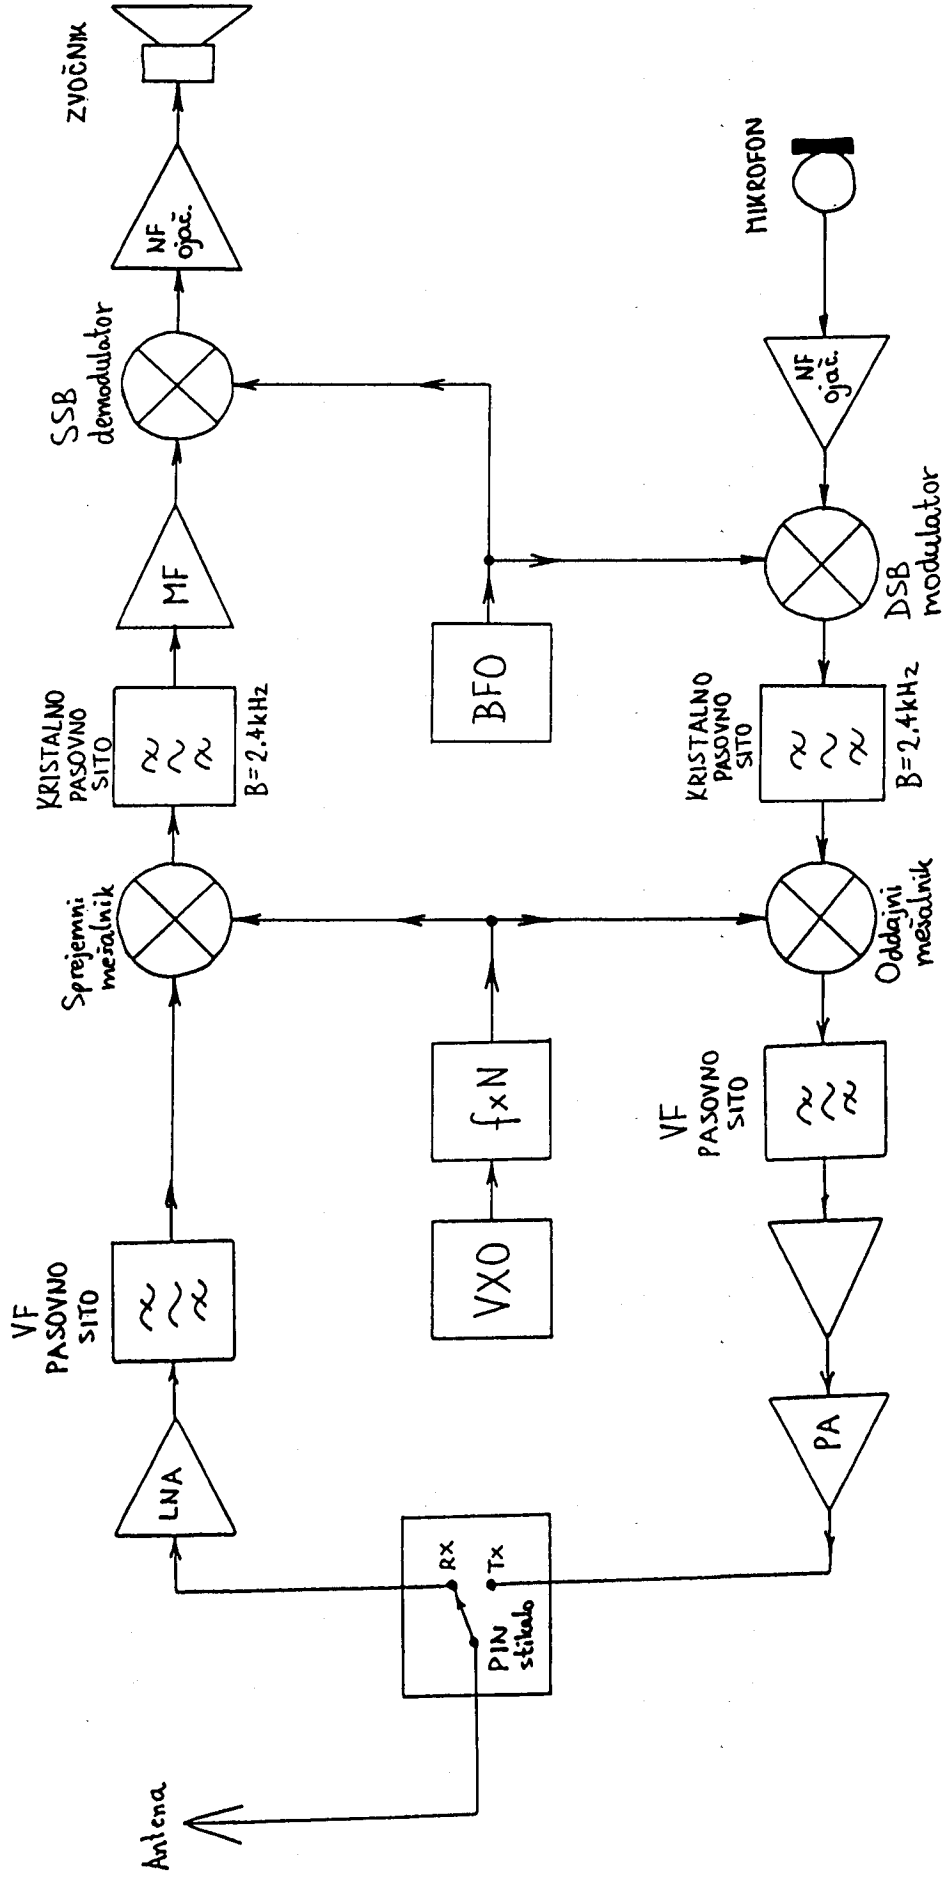 Antena
PIN
stikalo
RX
TX
LNA
VF
PASOVNO
SITO
Sprejemni
mešalnik
KRISTALNO
PASOVNO
SITO
B=2.4kHz
MF
SSB
demodulator
NF
ojač.
ZVOČNIK
VXO
fxN
BFO
PA
VF
PASOVNO
SITO
Oddajni
mešalnik
KRISTALNO
PASOVNO
SITO
B=2.4kHz
DSB
modulator
NF
ojač.
MIKROFON